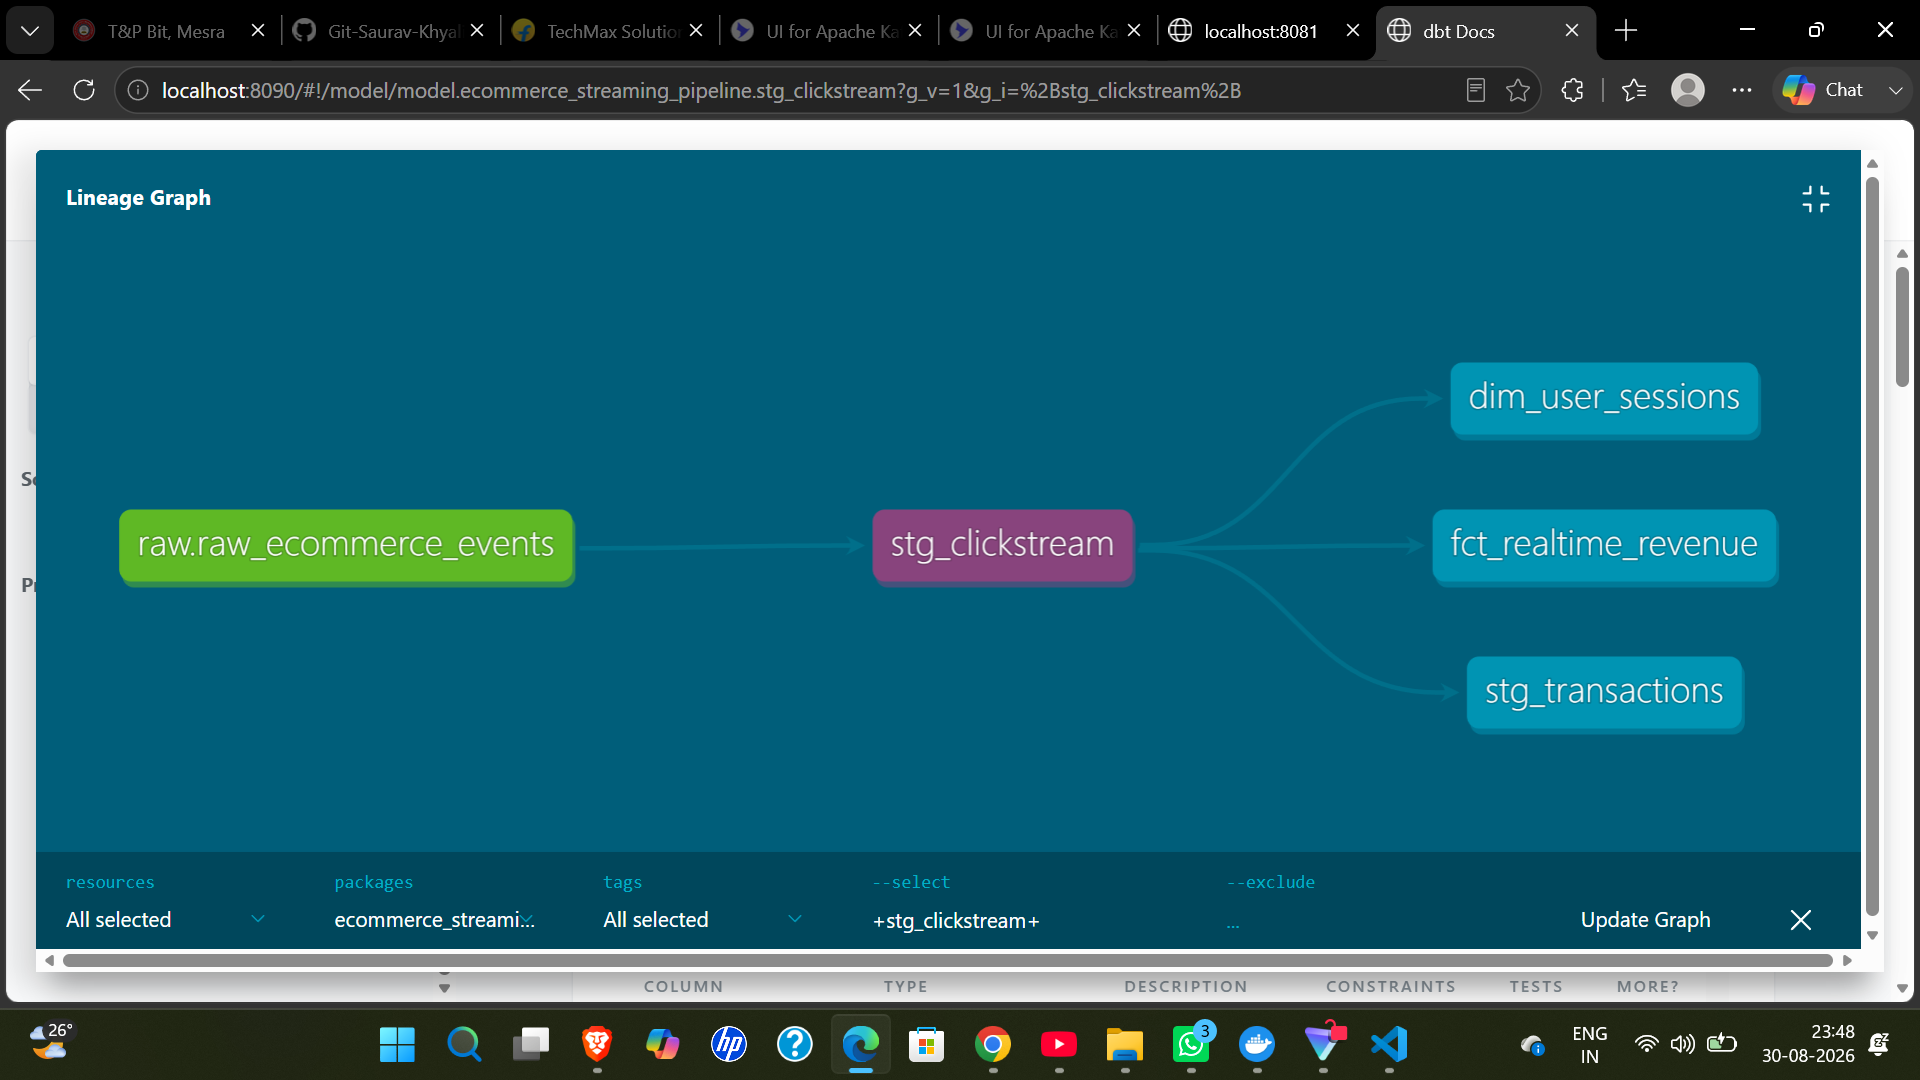 T&P Bit, Mesra
Git-Saurav-Khyal
TechMax Solution
UI for Apache Ka
UI for Apache Ka
localhost:8081
dbt Docs
localhost:8090/#!/model/model.ecommerce_streaming_pipeline.stg_clickstream?g_v=1&g_i=%2Bstg_clickstream%2B
Chat
Lineage Graph
dim_user_sessions
raw.raw_ecommerce_events
stg_clickstream
fct_realtime_revenue
stg_transactions
resources
packages
tags
--select
--exclude
All selected
ecommerce_streami...
All selected
+stg_clickstream+
...
Update Graph
COLUMN
TYPE
DESCRIPTION
CONSTRAINTS
TESTS
MORE?
26°
hp
?
3
ENG
IN
23:48
30-08-2026